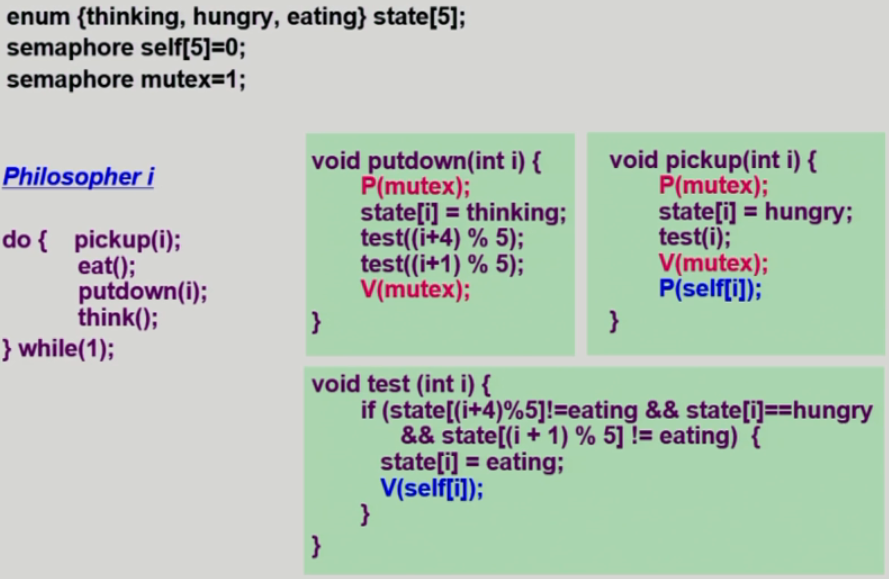 enum {thinking, hungry, eating} state[5];
semaphore self[5]=0;
semaphore mutex=1;
Philosopher i
do { pickup(i);
eat();
putdown(i);
think();
} while(1);
void putdown(int i) {
P(mutex);
state[i] = thinking;
test((i+4) % 5);
test((i+1) % 5);
V(mutex);
}
void pickup(int i) {
P(mutex);
state[i] = hungry;
test(i);
V(mutex);
P(self[i]);
}
void test (int i) {
if (state[(i+4)%5]!=eating && state[i]==hungry
&& state[(i + 1) % 5] != eating) {
state[i] = eating;
V(self[i]);
}
}